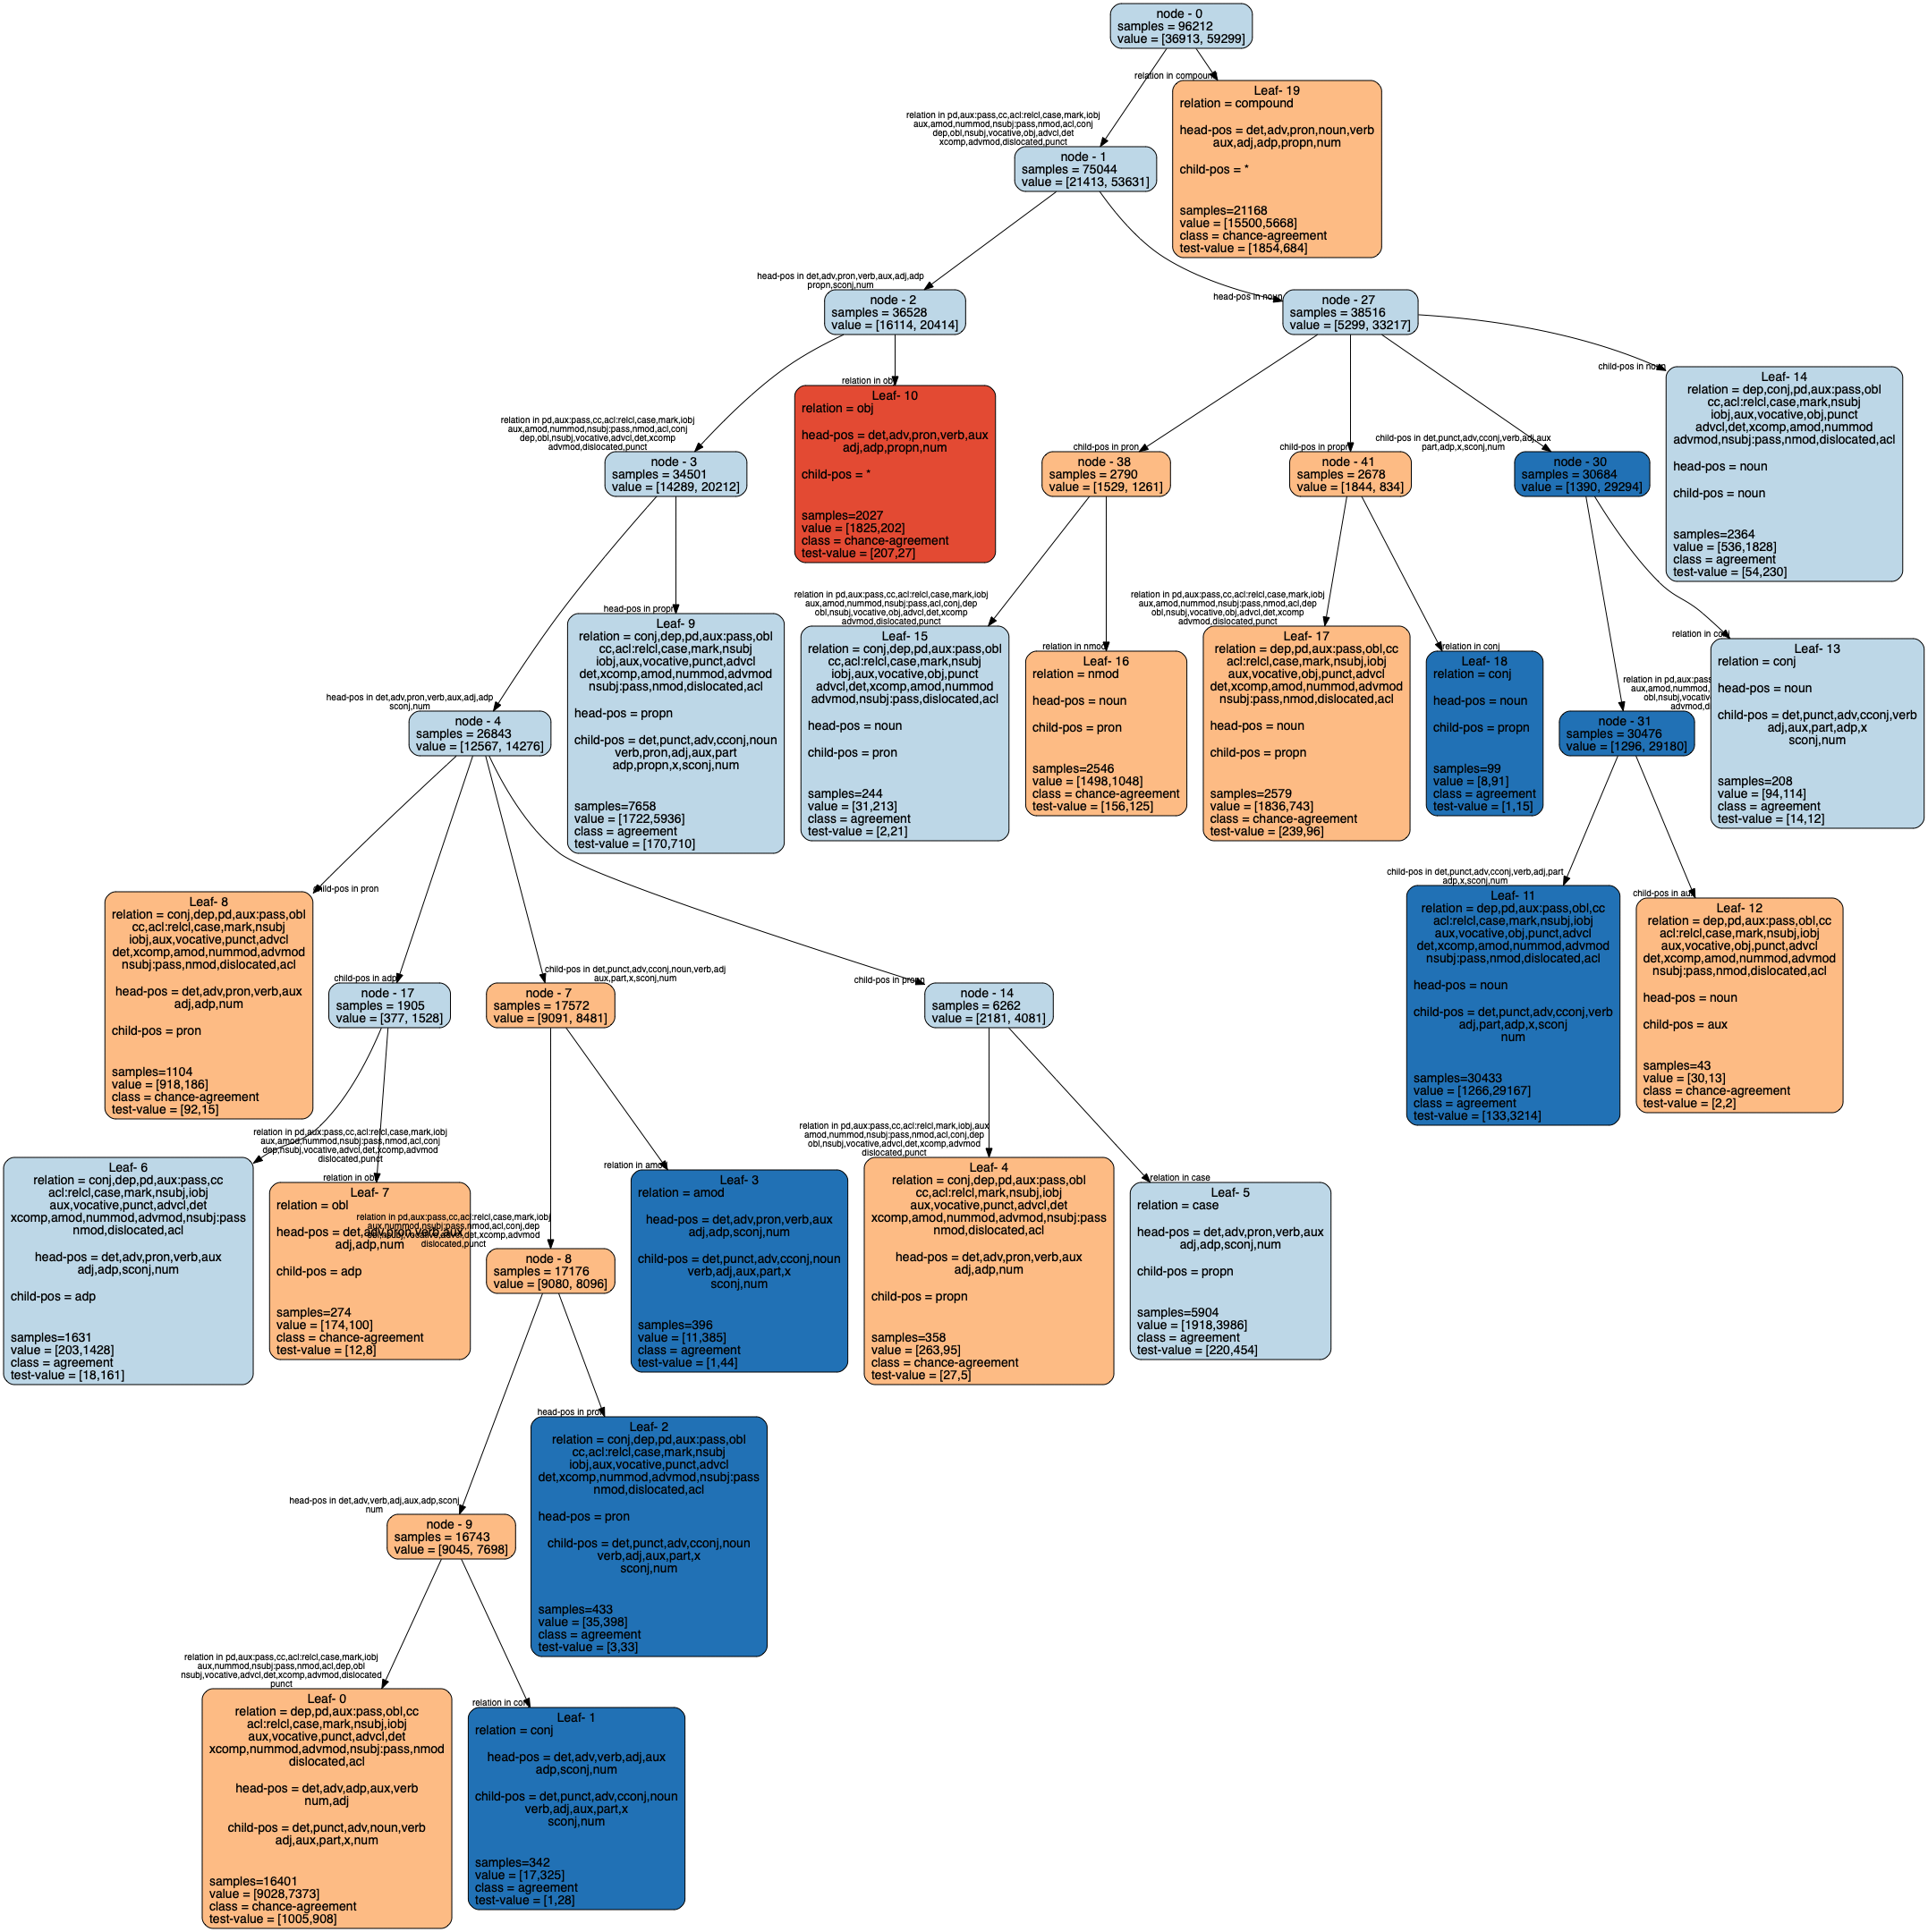 node - 0
samples = 96212
value = [36913, 59299]
relation in compound
Leaf- 19
relation = compound
head-pos = det,adv,pron,noun,verb
aux,adj,adp,propn,num
child-pos = *
samples=21168
value = [15500,5668]
class = chance-agreement
test-value = [1854,684]
relation in pd,aux:pass,cc,acl:relcl,case,mark,iobj
aux,amod,nummod,nsubj:pass,nmod,acl,conj
dep,obl,nsubj,vocative,obj,advcl,det
xcomp,advmod,dislocated,punct
node - 1
samples = 75044
value = [21413, 53631]
head-pos in det,adv,pron,verb,aux,adj,adp
propn,sconj,num
node - 2
samples = 36528
value = [16114, 20414]
head-pos in noun
node - 27
samples = 38516
value = [5299, 33217]
relation in obj
Leaf- 10
relation = obj
head-pos = det,adv,pron,verb,aux
adj,adp,propn,num
child-pos = *
samples=2027
value = [1825,202]
class = chance-agreement
test-value = [207,27]
child-pos in noun
Leaf- 14
relation = dep,conj,pd,aux:pass,obl
cc,acl:relcl,case,mark,nsubj
iobj,aux,vocative,obj,punct
advcl,det,xcomp,amod,nummod
advmod,nsubj:pass,nmod,dislocated,acl
head-pos = noun
child-pos = noun
samples=2364
value = [536,1828]
class = agreement
test-value = [54,230]
relation in pd,aux:pass,cc,acl:relcl,case,mark,iobj
aux,amod,nummod,nsubj:pass,nmod,acl,conj
dep,obl,nsubj,vocative,advcl,det,xcomp
advmod,dislocated,punct
node - 3
samples = 34501
value = [14289, 20212]
child-pos in pron
node - 38
samples = 2790
value = [1529, 1261]
child-pos in propn
node - 41
samples = 2678
value = [1844, 834]
child-pos in det,punct,adv,cconj,verb,adj,aux
part,adp,x,sconj,num
node - 30
samples = 30684
value = [1390, 29294]
head-pos in propn
Leaf- 9
relation = conj,dep,pd,aux:pass,obl
cc,acl:relcl,case,mark,nsubj
iobj,aux,vocative,punct,advcl
det,xcomp,amod,nummod,advmod
nsubj:pass,nmod,dislocated,acl
head-pos = propn
child-pos = det,punct,adv,cconj,noun
verb,pron,adj,aux,part
adp,propn,x,sconj,num
samples=7658
value = [1722,5936]
class = agreement
test-value = [170,710]
relation in pd,aux:pass,cc,acl:relcl,case,mark,iobj
aux,amod,nummod,nsubj:pass,acl,conj,dep
obl,nsubj,vocative,obj,advcl,det,xcomp
advmod,dislocated,punct
Leaf- 15
relation = conj,dep,pd,aux:pass,obl
cc,acl:relcl,case,mark,nsubj
iobj,aux,vocative,obj,punct
advcl,det,xcomp,amod,nummod
advmod,nsubj:pass,dislocated,acl
head-pos = noun
child-pos = pron
samples=244
value = [31,213]
class = agreement
test-value = [2,21]
relation in nmod
Leaf- 16
relation = nmod
head-pos = noun
child-pos = pron
samples=2546
value = [1498,1048]
class = chance-agreement
test-value = [156,125]
relation in pd,aux:pass,cc,acl:relcl,case,mark,iobj
aux,amod,nummod,nsubj:pass,nmod,acl,dep
obl,nsubj,vocative,obj,advcl,det,xcomp
advmod,dislocated,punct
Leaf- 17
relation = dep,pd,aux:pass,obl,cc
acl:relcl,case,mark,nsubj,iobj
aux,vocative,obj,punct,advcl
det,xcomp,amod,nummod,advmod
nsubj:pass,nmod,dislocated,acl
head-pos = noun
child-pos = propn
samples=2579
value = [1836,743]
class = chance-agreement
test-value = [239,96]
relation in conj
Leaf- 18
relation = conj
head-pos = noun
child-pos = propn
samples=99
value = [8,91]
class = agreement
test-value = [1,15]
relation in conj
Leaf- 13
relation = conj
head-pos = noun
child-pos = det,punct,adv,cconj,verb
adj,aux,part,adp,x
sconj,num
samples=208
value = [94,114]
class = agreement
test-value = [14,12]
relation in pd,aux:pass
aux,amod,nummod,
obl,nsubj,vocative
node - 31
samples = 30476
value = [1296, 29180]
head-pos in det,adv,pron,verb,aux,adj,adp
sconj,num
node - 4
samples = 26843
value = [12567, 14276]
child-pos in pron
Leaf- 8
relation = conj,dep,pd,aux:pass,obl
cc,acl:relcl,case,mark,nsubj
iobj,aux,vocative,punct,advcl
det,xcomp,amod,nummod,advmod
nsubj:pass,nmod,dislocated,acl
head-pos = det,adv,pron,verb,aux
adj,adp,num
child-pos = pron
samples=1104
value = [918,186]
class = chance-agreement
test-value = [92,15]
child-pos in adp
node - 17
samples = 1905
value = [377, 1528]
child-pos in det,punct,adv,cconj,noun,verb,adj
aux,part,x,sconj,num
node - 7
samples = 17572
value = [9091, 8481]
child-pos in propn
node - 14
samples = 6262
value = [2181, 4081]
child-pos in det,punct,adv,cconj,verb,adj,part
adp,x,sconj,num
Leaf- 11
relation = dep,pd,aux:pass,obl,cc
acl:relcl,case,mark,nsubj,iobj
aux,vocative,obj,punct,advcl
det,xcomp,amod,nummod,advmod
nsubj:pass,nmod,dislocated,acl
head-pos = noun
child-pos = det,punct,adv,cconj,verb
adj,part,adp,x,sconj
num
samples=30433
value = [1266,29167]
class = agreement
test-value = [133,3214]
child-pos in aux
Leaf- 12
relation = dep,pd,aux:pass,obl,cc
acl:relcl,case,mark,nsubj,iobj
aux,vocative,obj,punct,advcl
det,xcomp,amod,nummod,advmod
nsubj:pass,nmod,dislocated,acl
head-pos = noun
child-pos = aux
samples=43
value = [30,13]
class = chance-agreement
test-value = [2,2]
relation in pd,aux:pass,cc,acl:relcl,case,mark,iobj
aux,amod,nummod,nsubj:pass,nmod,acl,conj
dep,nsubj,vocative,advcl,det,xcomp,advmod
dislocated,punct
Leaf- 6
relation = conj,dep,pd,aux:pass,cc
acl:relcl,case,mark,nsubj,iobj
aux,vocative,punct,advcl,det
xcomp,amod,nummod,advmod,nsubj:pass
nmod,dislocated,acl
head-pos = det,adv,pron,verb,aux
adj,adp,sconj,num
child-pos = adp
samples=1631
value = [203,1428]
class = agreement
test-value = [18,161]
relation in obl
Leaf- 7
relation = obl
head-pos = det,adv,pron,verb,aux
adj,adp,num
child-pos = adp
samples=274
value = [174,100]
class = chance-agreement
test-value = [12,8]
relation in pd,aux:pass,cc,acl:relcl,case,mark,iobj
aux,nummod,nsubj:pass,nmod,acl,conj,dep
obl,nsubj,vocative,advcl,det,xcomp,advmod
dislocated,punct
node - 8
samples = 17176
value = [9080, 8096]
relation in amod
Leaf- 3
relation = amod
head-pos = det,adv,pron,verb,aux
adj,adp,sconj,num
child-pos = det,punct,adv,cconj,noun
verb,adj,aux,part,x
sconj,num
samples=396
value = [11,385]
class = agreement
test-value = [1,44]
relation in pd,aux:pass,cc,acl:relcl,case,mark,iobj,aux
amod,nummod,nsubj:pass,nmod,acl,conj,dep
obl,nsubj,vocative,advcl,det,xcomp,advmod
dislocated,punct
Leaf- 4
relation = conj,dep,pd,aux:pass,obl
cc,acl:relcl,mark,nsubj,iobj
aux,vocative,punct,advcl,det
xcomp,amod,nummod,advmod,nsubj:pass
nmod,dislocated,acl
head-pos = det,adv,pron,verb,aux
adj,adp,num
child-pos = propn
samples=358
value = [263,95]
class = chance-agreement
test-value = [27,5]
relation in case
Leaf- 5
relation = case
head-pos = det,adv,pron,verb,aux
adj,adp,sconj,num
child-pos = propn
samples=5904
value = [1918,3986]
class = agreement
test-value = [220,454]
head-pos in pron
Leaf- 2
relation = conj,dep,pd,aux:pass,obl
cc,acl:relcl,case,mark,nsubj
iobj,aux,vocative,punct,advcl
det,xcomp,nummod,advmod,nsubj:pass
nmod,dislocated,acl
head-pos = pron
child-pos = det,punct,adv,cconj,noun
verb,adj,aux,part,x
sconj,num
samples=433
value = [35,398]
class = agreement
test-value = [3,33]
head-pos in det,adv,verb,adj,aux,adp,sconj
num
node - 9
samples = 16743
value = [9045, 7698]
relation in pd,aux:pass,cc,acl:relcl,case,mark,iobj
aux,nummod,nsubj:pass,nmod,acl,dep,obl
nsubj,vocative,advcl,det,xcomp,advmod,dislocated
punct
Leaf- 0
relation = dep,pd,aux:pass,obl,cc
acl:relcl,case,mark,nsubj,iobj
aux,vocative,punct,advcl,det
xcomp,nummod,advmod,nsubj:pass,nmod
dislocated,acl
head-pos = det,adv,adp,aux,verb
num,adj
child-pos = det,punct,adv,noun,verb
adj,aux,part,x,num
samples=16401
value = [9028,7373]
class = chance-agreement
test-value = [1005,908]
relation in conj
Leaf- 1
relation = conj
head-pos = det,adv,verb,adj,aux
adp,sconj,num
child-pos = det,punct,adv,cconj,noun
verb,adj,aux,part,x
sconj,num
samples=342
value = [17,325]
class = agreement
test-value = [1,28]